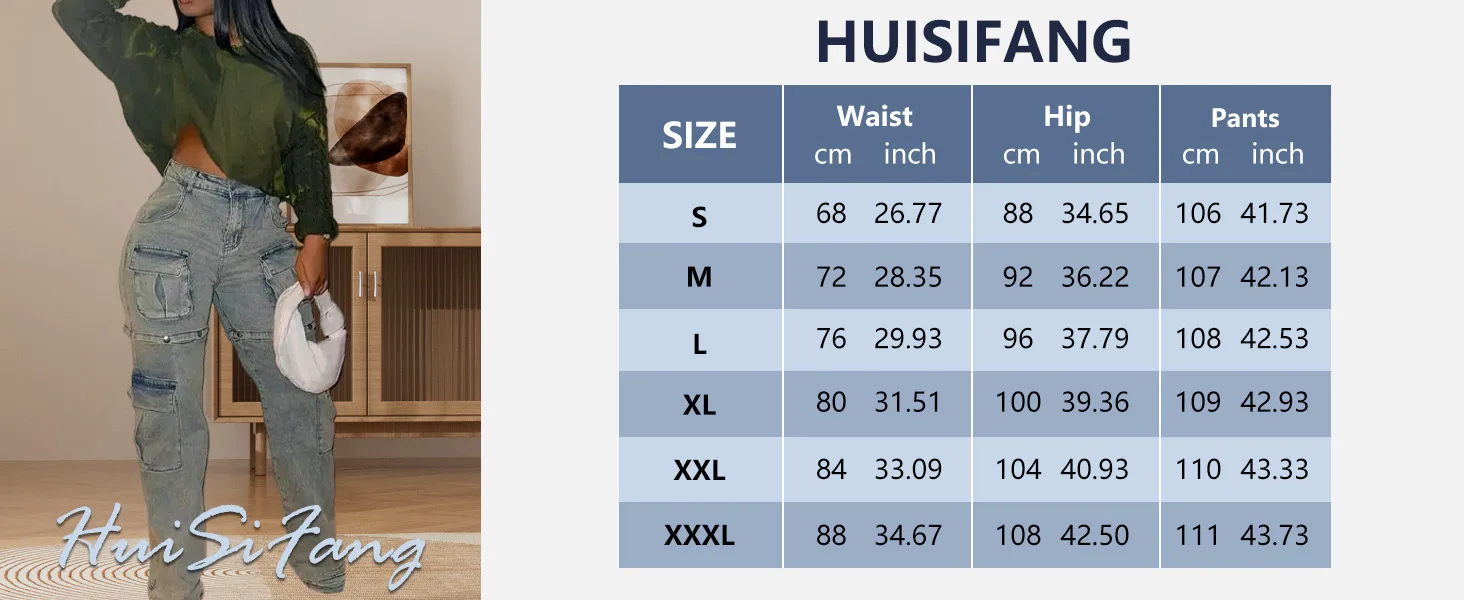 HUISIFANG
SIZE Waist Hip Pants
cm inch cm inch cm inch
S 68 26.77 88 34.65 106 41.73
M 72 28.35 92 36.22 107 42.13
L 76 29.93 96 37.79 108 42.53
XL 80 31.51 100 39.36 109 42.93
XXL 84 33.09 104 40.93 110 43.33
XXXL 88 34.67 108 42.50 111 43.73
HuiSiFang